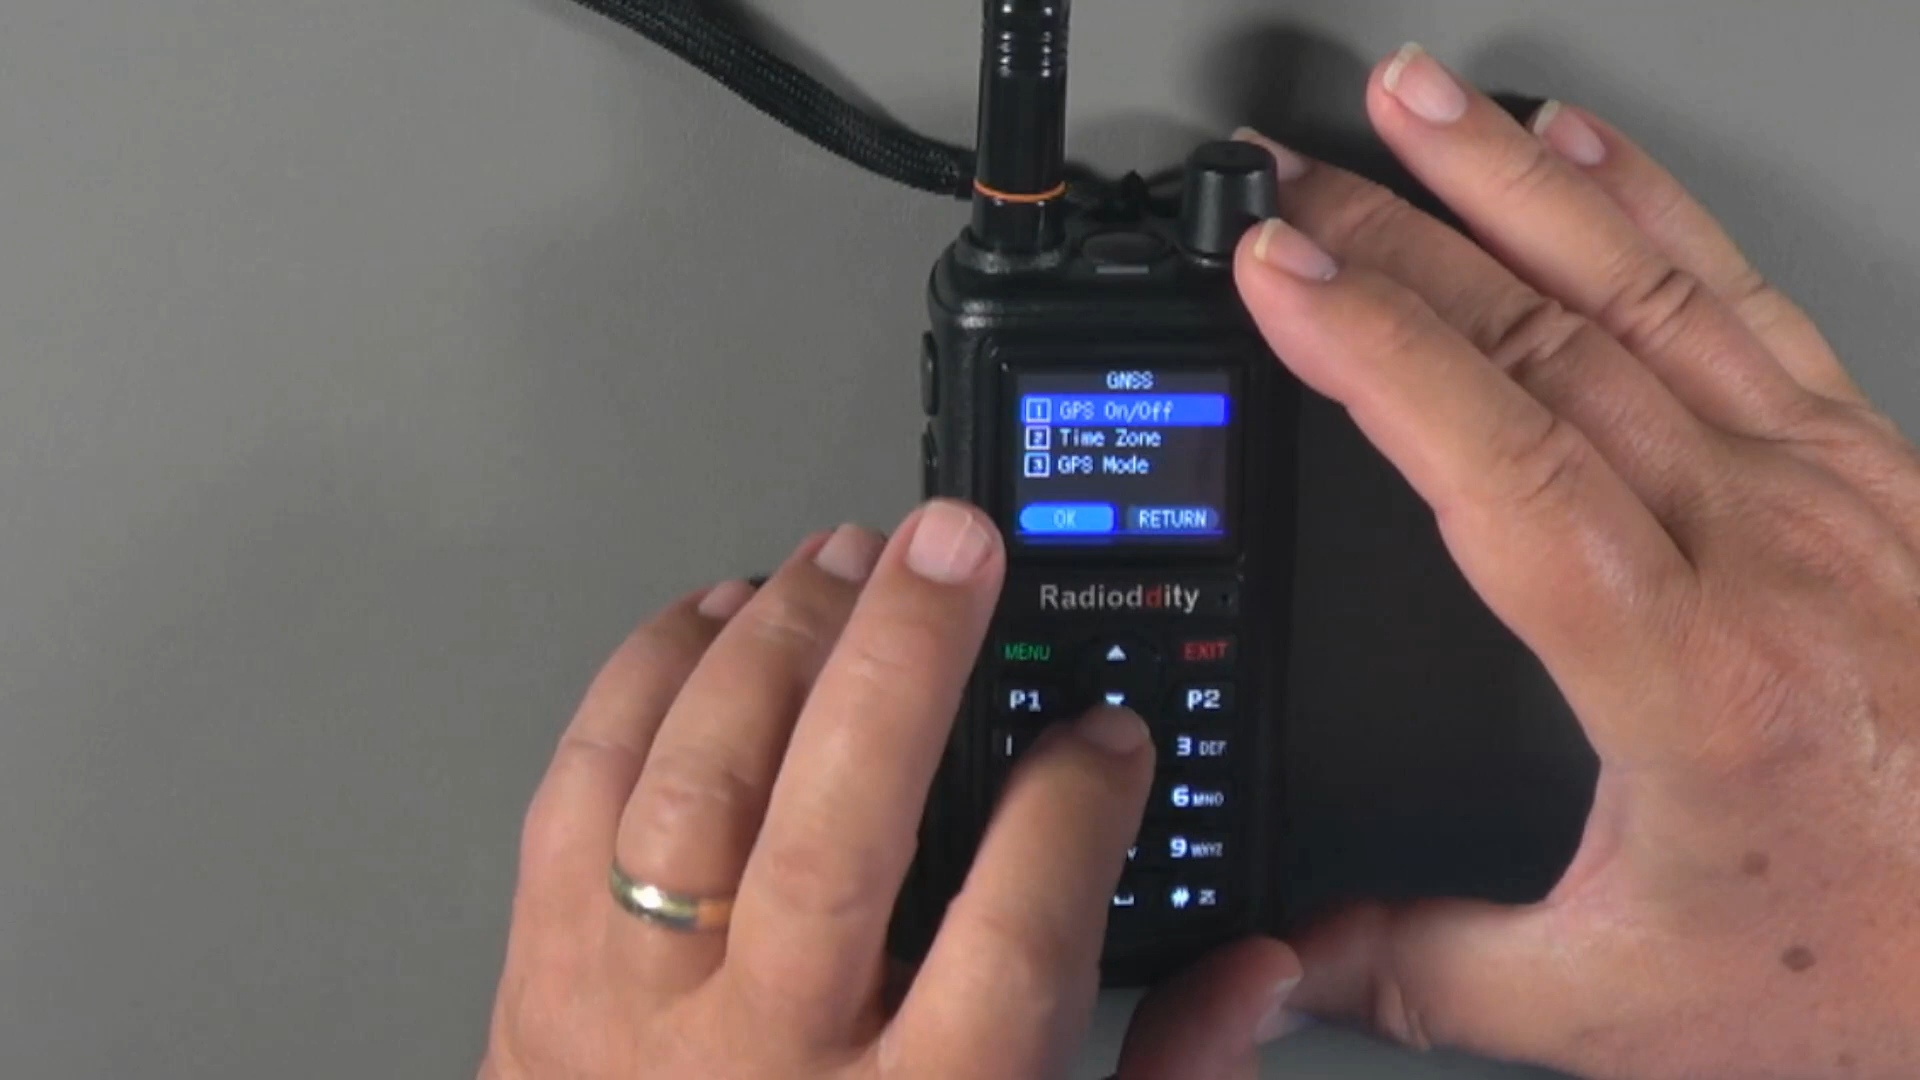 GNSS
1 GPS On/Off
2 Time Zone
3 GPS Mode
OK RETURN
Radioddity
MENU EXIT
P1 P2
3 DEF
6 MNO
9 WXYZ
#